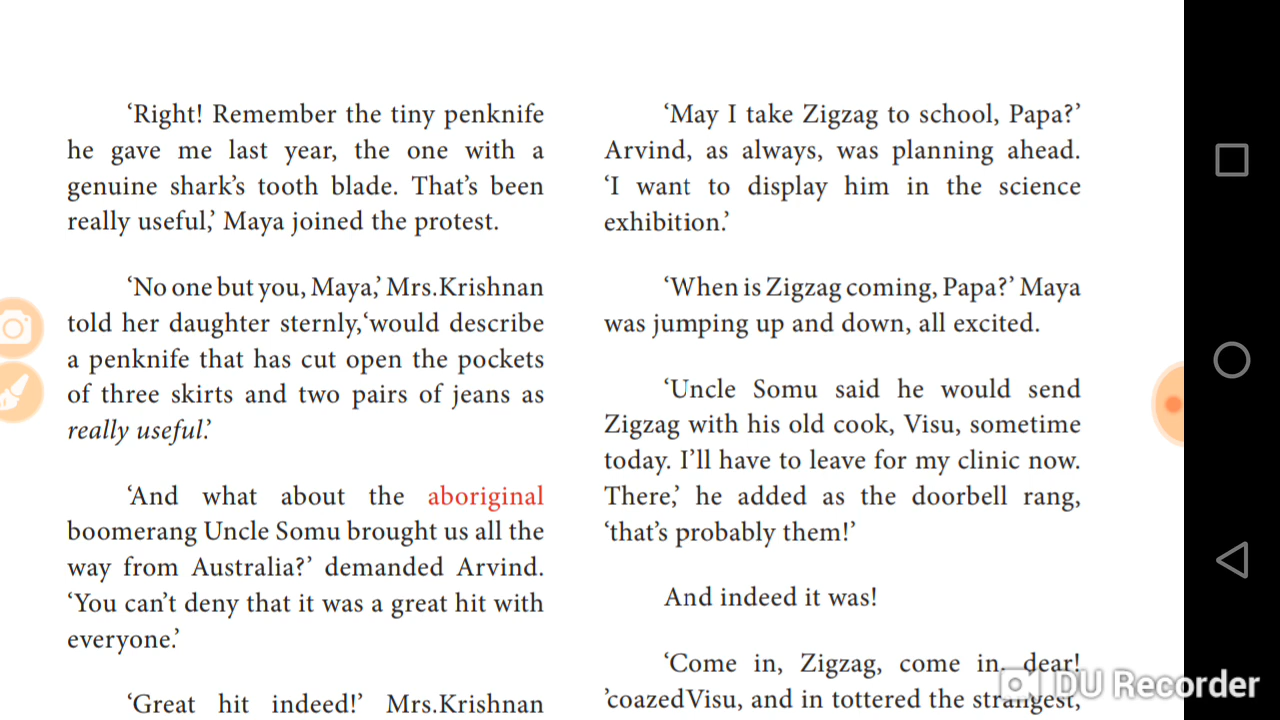 ‘Right! Remember the tiny penknife
he gave me last year, the one with a
genuine shark’s tooth blade. That’s been
really useful,’ Maya joined the protest.
‘No one but you, Maya,’ Mrs.Krishnan
told her daughter sternly,‘would describe
a penknife that has cut open the pockets
of three skirts and two pairs of jeans as
really useful.’
‘And what about the aboriginal
boomerang Uncle Somu brought us all the
way from Australia?’ demanded Arvind.
‘You can’t deny that it was a great hit with
everyone.’
‘Great hit indeed!’ Mrs.Krishnan
‘May I take Zigzag to school, Papa?’
Arvind, as always, was planning ahead.
‘I want to display him in the science
exhibition.’
‘When is Zigzag coming, Papa?’ Maya
was jumping up and down, all excited.
‘Uncle Somu said he would send
Zigzag with his old cook, Visu, sometime
today. I’ll have to leave for my clinic now.
There,’ he added as the doorbell rang,
‘that’s probably them!’
And indeed it was!
‘Come in, Zigzag, come in, dear!
’coazed Visu, and in tottered the strangest,
DU Recorder